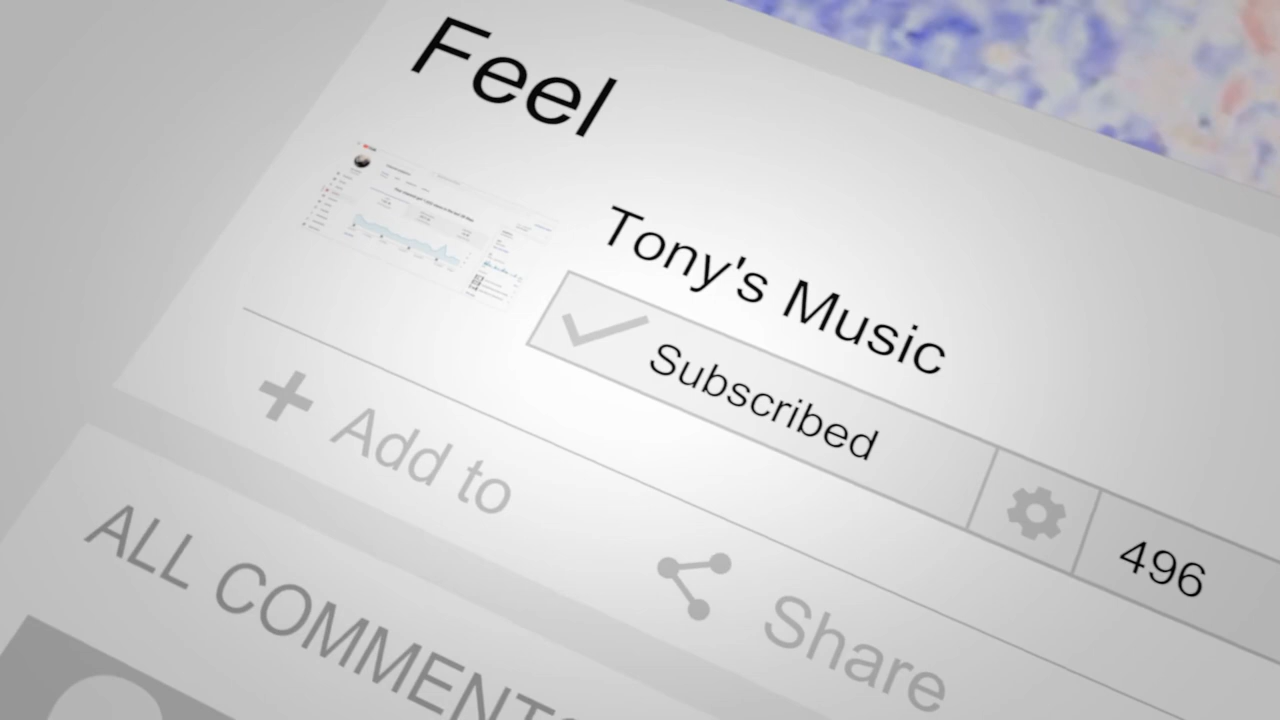 Feel
Tony's Music
Subscribed
496
Add to
Share
ALL COMMENTS